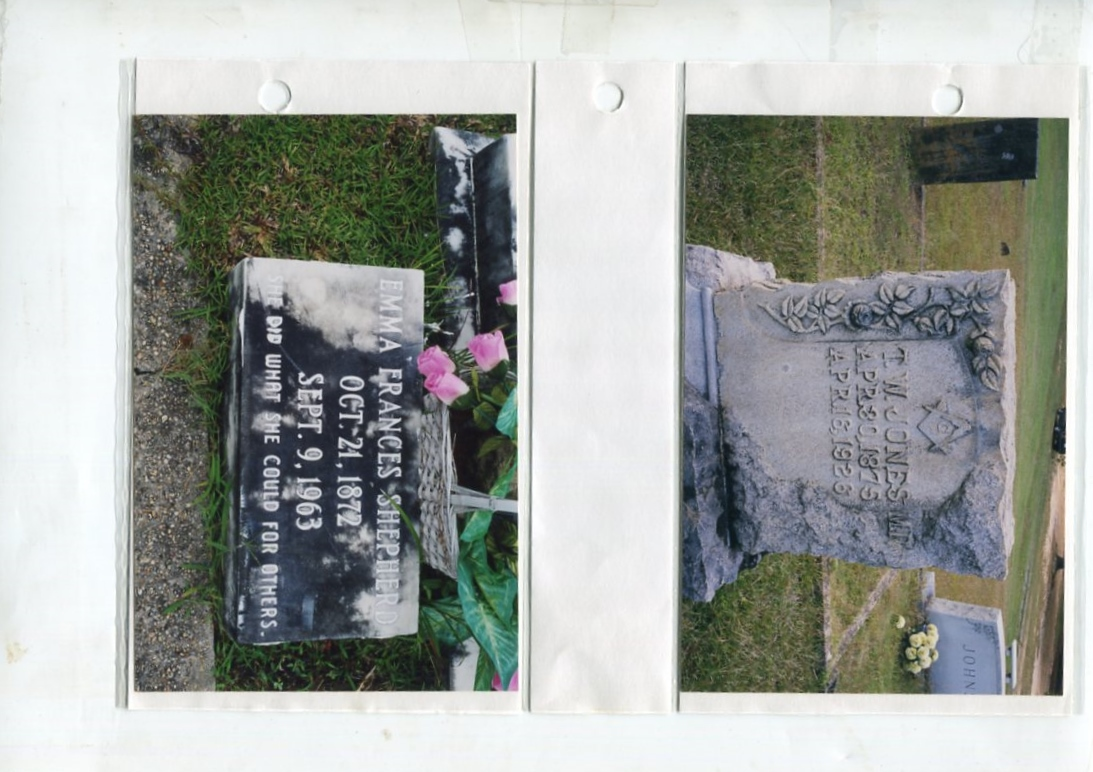 T. W. JONES MD
APR. 30, 1875
APR. 16, 1926
JOHN
EMMA FRANCES SHEPHERD
OCT. 21, 1872
SEPT. 9, 1963
SHE DID WHAT SHE COULD FOR OTHERS.